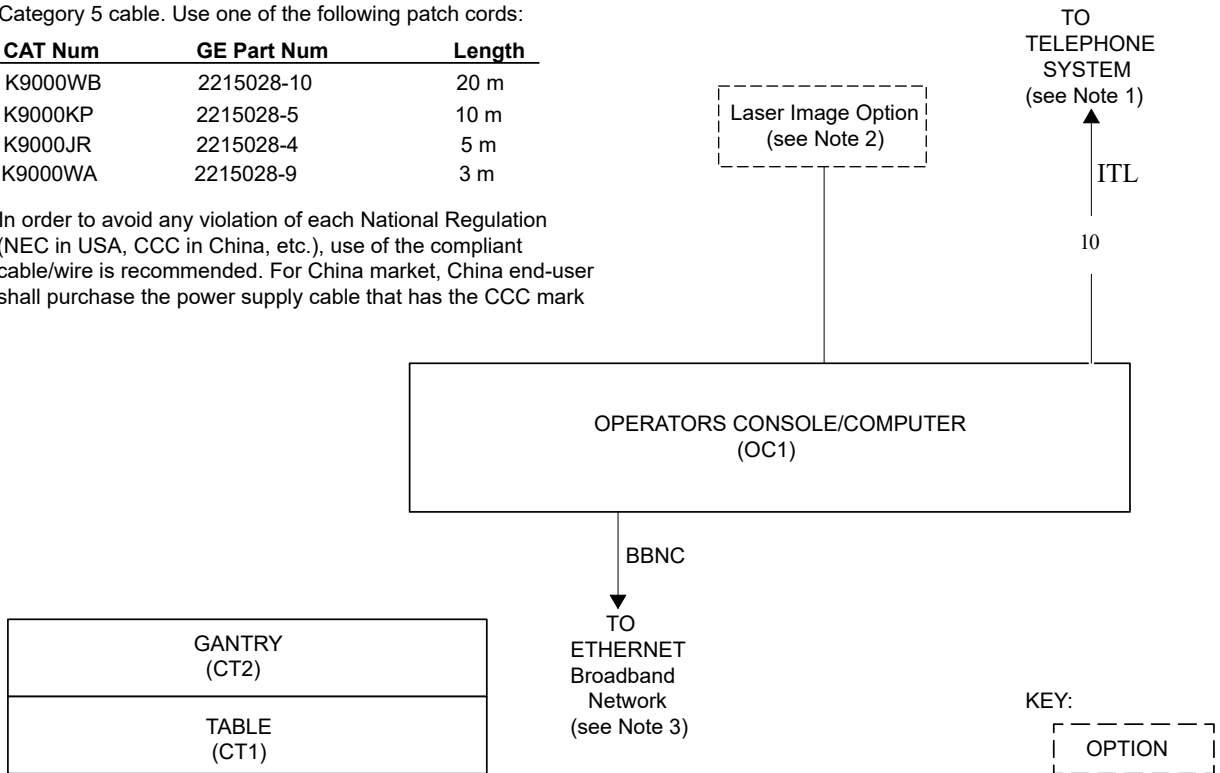 Category 5 cable. Use one of the following patch cords:
CAT Num GE Part Num Length
K9000WB 2215028-10 20 m
K9000KP 2215028-5 10 m
K9000JR 2215028-4 5 m
K9000WA 2215028-9 3 m
In order to avoid any violation of each National Regulation
(NEC in USA, CCC in China, etc.), use of the compliant
cable/wire is recommended. For China market, China end-user
shall purchase the power supply cable that has the CCC mark
TO
TELEPHONE
SYSTEM
(see Note 1)
Laser Image Option
(see Note 2)
ITL
10
OPERATORS CONSOLE/COMPUTER
(OC1)
BBNC
TO
ETHERNET
Broadband
Network
(see Note 3)
GANTRY
(CT2)
TABLE
(CT1)
KEY:
OPTION